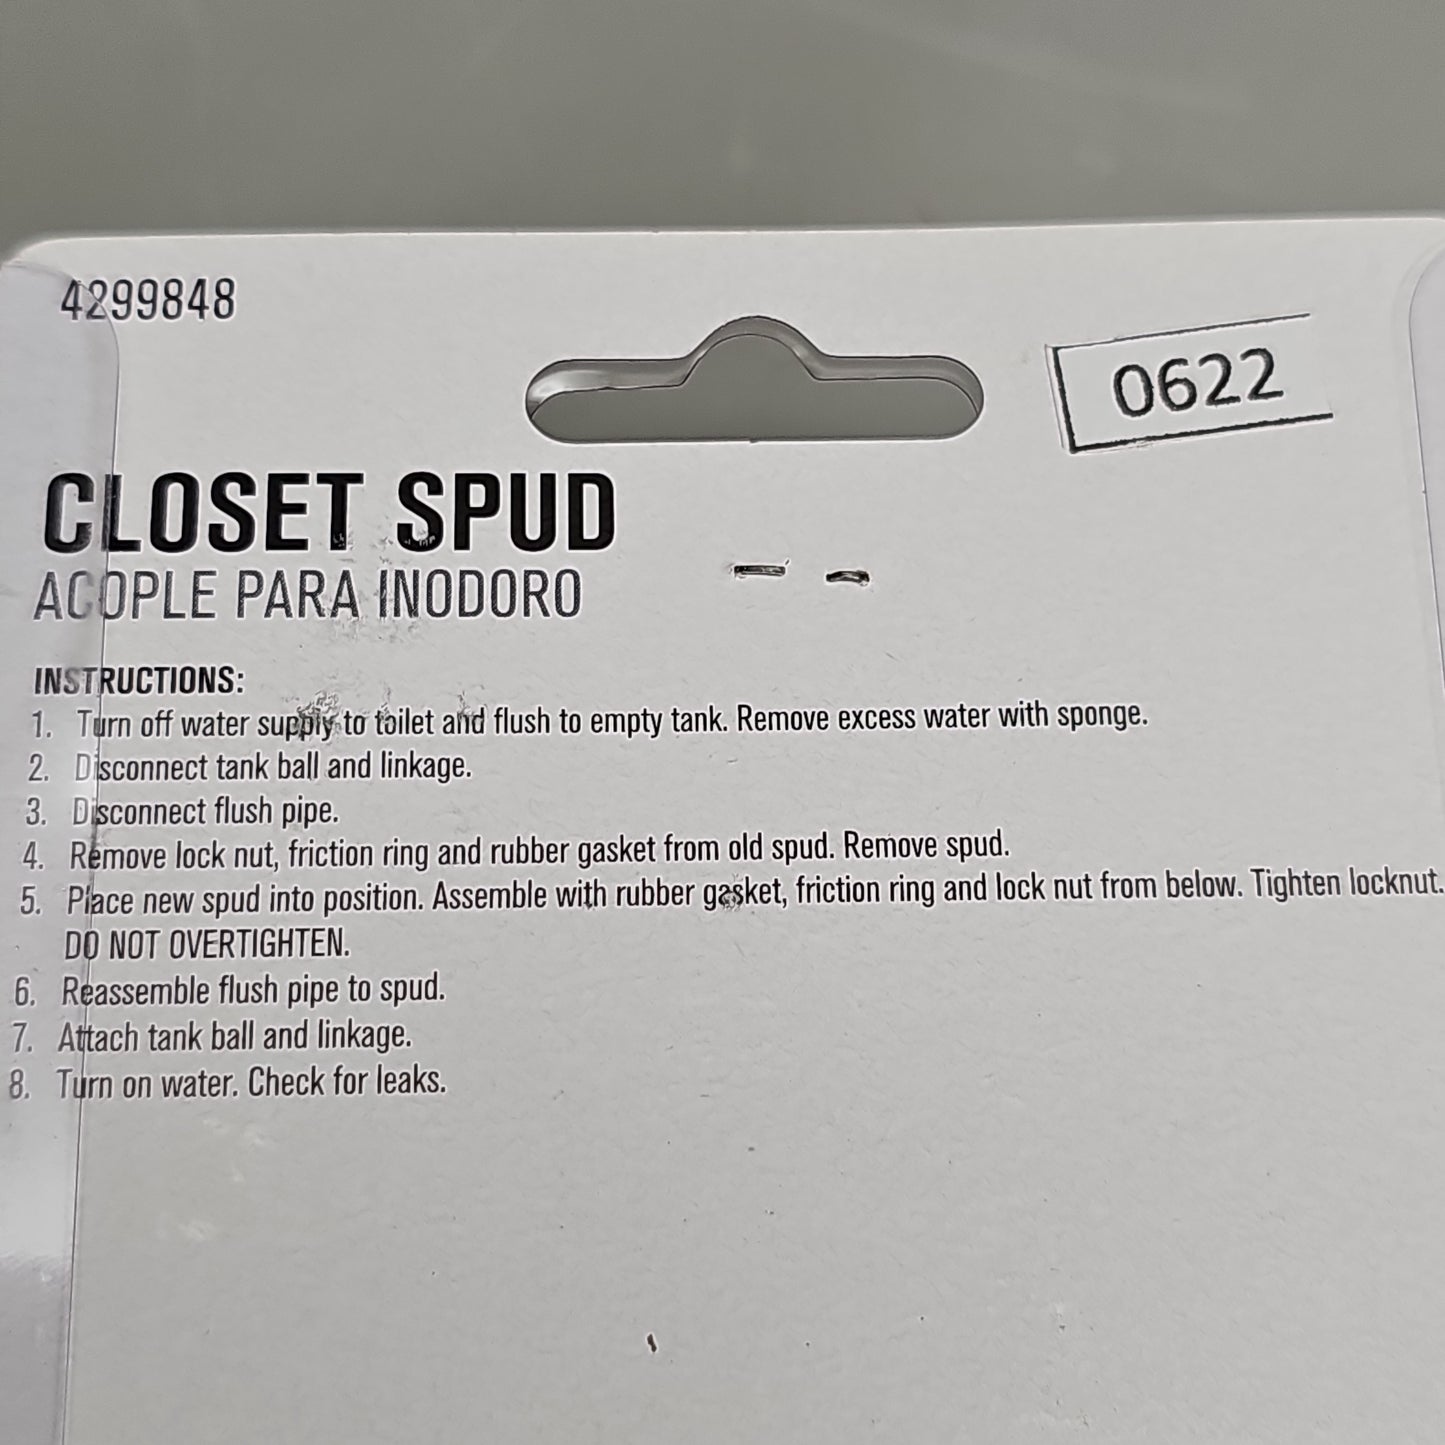 4299848
0622
CLOSET SPUD
ACOPLE PARA INODORO
INSTRUCTIONS:
1. Turn off water supply to toilet and flush to empty tank. Remove excess water with sponge.
2. Disconnect tank ball and linkage.
3. Disconnect flush pipe.
4. Remove lock nut, friction ring and rubber gasket from old spud. Remove spud.
5. Place new spud into position. Assemble with rubber gasket, friction ring and lock nut from below. Tighten locknut.
DO NOT OVERTIGHTEN.
6. Reassemble flush pipe to spud.
7. Attach tank ball and linkage.
8. Turn on water. Check for leaks.